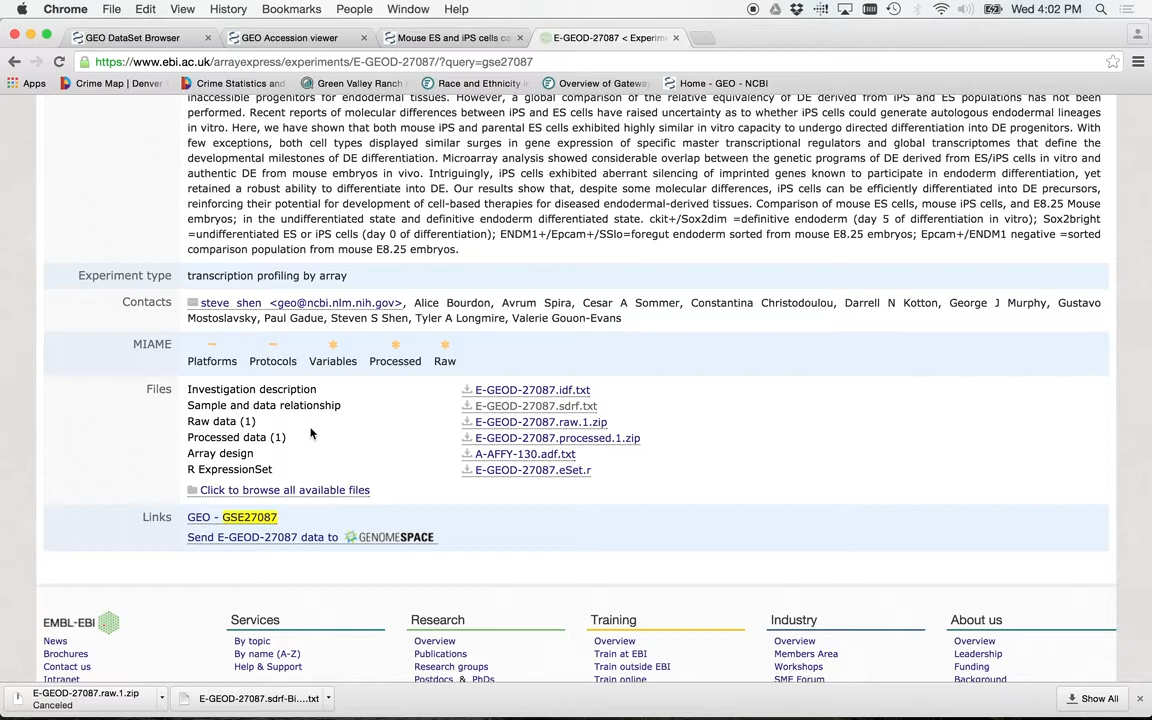 Chrome File Edit View History Bookmarks People Window Help Wed 4:02 PM
GEO DataSet Browser × GEO Accession viewer × Mouse ES and iPS cells ca × E-GEOD-27087 < Experim ×
https://www.ebi.ac.uk/arrayexpress/experiments/E-GEOD-27087/?query=gse27087
Apps Crime Map | Denver Crime Statistics and Green Valley Ranch Race and Ethnicity in Overview of Gateway Home - GEO - NCBI
inaccessible progenitors for endodermal tissues. However, a global comparison of the relative equivalency of DE derived from iPS and ES populations has not been
performed. Recent reports of molecular differences between iPS and ES cells have raised uncertainty as to whether iPS cells could generate autologous endodermal lineages
in vitro. Here, we have shown that both mouse iPS and parental ES cells exhibited highly similar in vitro capacity to undergo directed differentiation into DE progenitors. With
few exceptions, both cell types displayed similar surges in gene expression of specific master transcriptional regulators and global transcriptomes that define the
developmental milestones of DE differentiation. Microarray analysis showed considerable overlap between the genetic programs of DE derived from ES/iPS cells in vitro and
authentic DE from mouse embryos in vivo. Intriguingly, iPS cells exhibited aberrant silencing of imprinted genes known to participate in endoderm differentiation, yet
retained a robust ability to differentiate into DE. Our results show that, despite some molecular differences, iPS cells can be efficiently differentiated into DE precursors,
reinforcing their potential for development of cell-based therapies for diseased endodermal-derived tissues. Comparison of mouse ES cells, mouse iPS cells, and E8.25 Mouse
embryos; in the undifferentiated state and definitive endoderm differentiated state. ckit+/Sox2dim =definitive endoderm (day 5 of differentiation in vitro); Sox2bright
=undifferentiated ES or iPS cells (day 0 of differentiation); ENDM1+/Epcam+/SSlo=foregut endoderm sorted from mouse E8.25 embryos; Epcam+/ENDM1 negative =sorted
comparison population from mouse E8.25 embryos.
Experiment type transcription profiling by array
Contacts steve shen <geo@ncbi.nlm.nih.gov>, Alice Bourdon, Avrum Spira, Cesar A Sommer, Constantina Christodoulou, Darrell N Kotton, George J Murphy, Gustavo
Mostoslavsky, Paul Gadue, Steven S Shen, Tyler A Longmire, Valerie Gouon-Evans
MIAME – – * * *
Platforms Protocols Variables Processed Raw
Files Investigation description E-GEOD-27087.idf.txt
Sample and data relationship E-GEOD-27087.sdrf.txt
Raw data (1) E-GEOD-27087.raw.1.zip
Processed data (1) E-GEOD-27087.processed.1.zip
Array design A-AFFY-130.adf.txt
R ExpressionSet E-GEOD-27087.eSet.r
Click to browse all available files
Links GEO - GSE27087
Send E-GEOD-27087 data to GENOMESPACE
EMBL-EBI Services Research Training Industry About us
News By topic Overview Overview Overview Overview
Brochures By name (A-Z) Publications Train at EBI Members Area Leadership
Contact us Help & Support Research groups Train outside EBI Workshops Funding
Intranet Postdocs & PhDs Train online SME Forum Background
E-GEOD-27087.raw.1.zip E-GEOD-27087.sdrf-Bi....txt Show All ×
Canceled